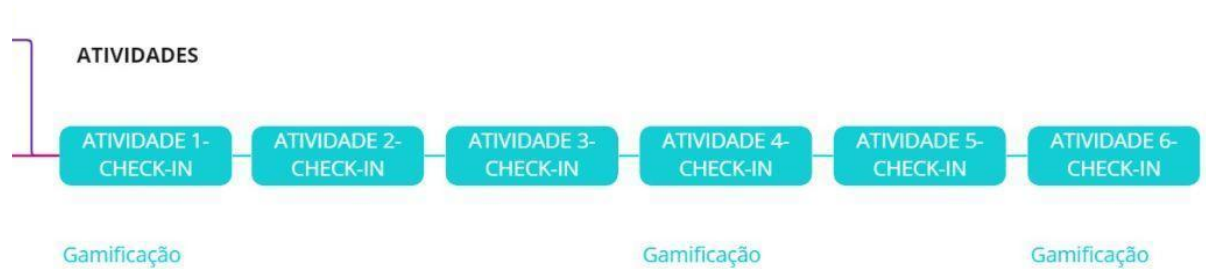 ATIVIDADES
ATIVIDADE 1-
CHECK-IN
ATIVIDADE 2-
CHECK-IN
ATIVIDADE 3-
CHECK-IN
ATIVIDADE 4-
CHECK-IN
ATIVIDADE 5-
CHECK-IN
ATIVIDADE 6-
CHECK-IN
Gamificação
Gamificação
Gamificação